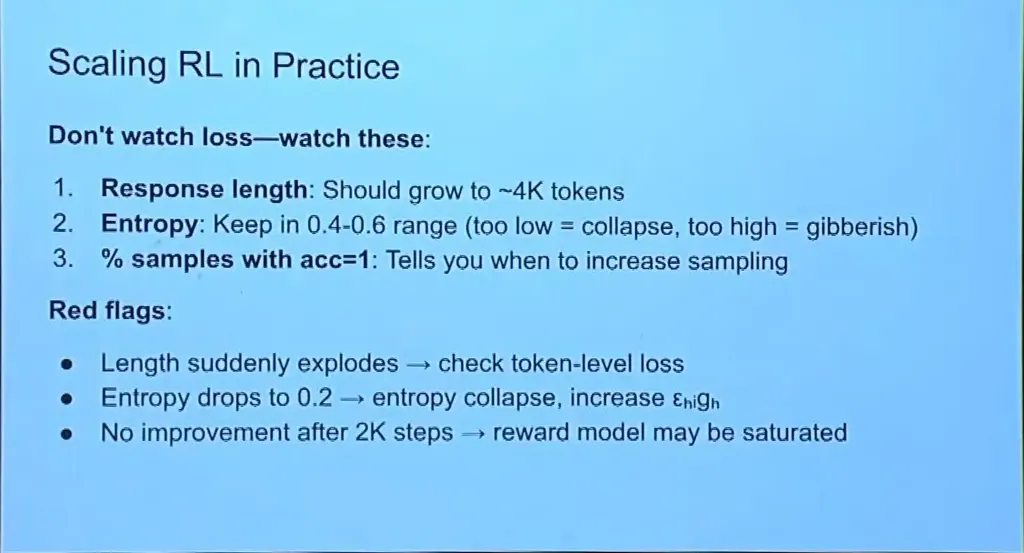 Scaling RL in Practice
Don't watch loss—watch these:
1. Response length: Should grow to ~4K tokens
2. Entropy: Keep in 0.4-0.6 range (too low = collapse, too high = gibberish)
3. % samples with acc=1: Tells you when to increase sampling
Red flags:
● Length suddenly explodes → check token-level loss
● Entropy drops to 0.2 → entropy collapse, increase εₕᵢgₕ
● No improvement after 2K steps → reward model may be saturated